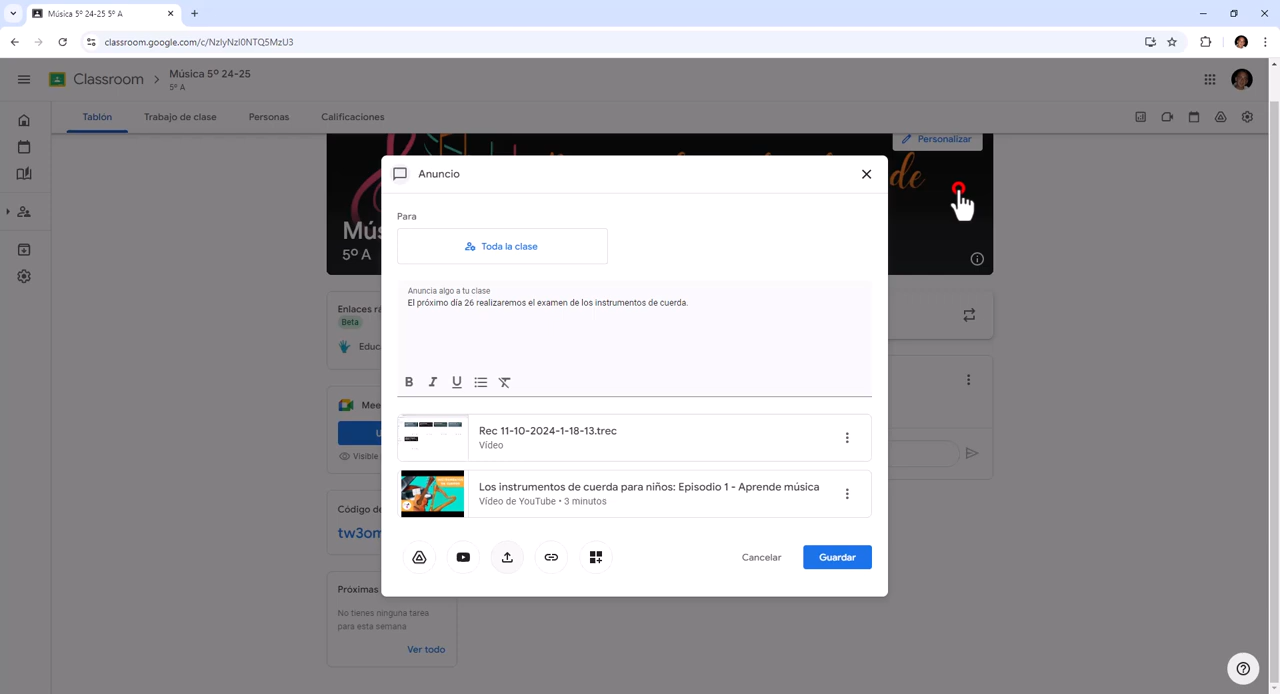 Música 5º 24-25 5º A
classroom.google.com/c/NzIyNzI0NTQ5MzU3
Classroom
Música 5º 24-25
5º A
Tablón
Trabajo de clase
Personas
Calificaciones
Personalizar
de
Mús
5º A
Anuncio
Para
Toda la clase
Anuncia algo a tu clase
El próximo día 26 realizaremos el examen de los instrumentos de cuerda.
B I U
Rec 11-10-2024-1-18-13.trec
Vídeo
Los instrumentos de cuerda para niños: Episodio 1 - Aprende música
Vídeo de YouTube • 3 minutos
Cancelar
Guardar
Enlaces rá
Beta
Educ
Mee
U
Visible
Código de
tw3om
Próximas
No tienes ninguna tarea
para esta semana
Ver todo